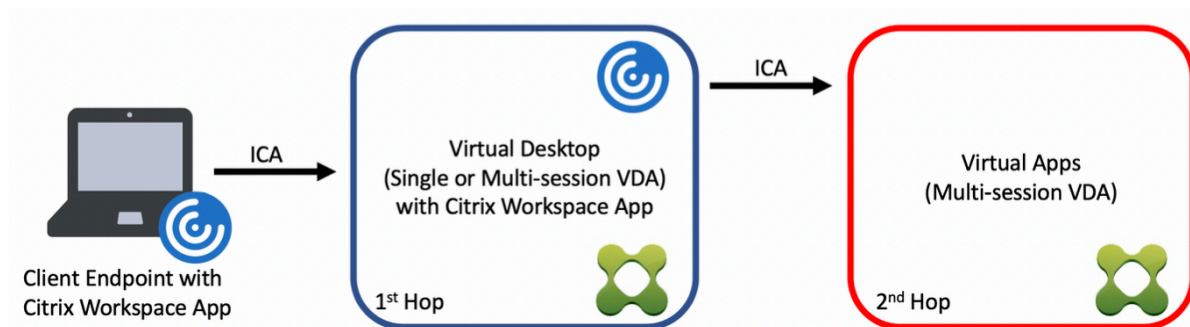 ICA
Client Endpoint with
Citrix Workspace App
Virtual Desktop
(Single or Multi-session VDA)
with Citrix Workspace App
1st Hop
ICA
Virtual Apps
(Multi-session VDA)
2nd Hop